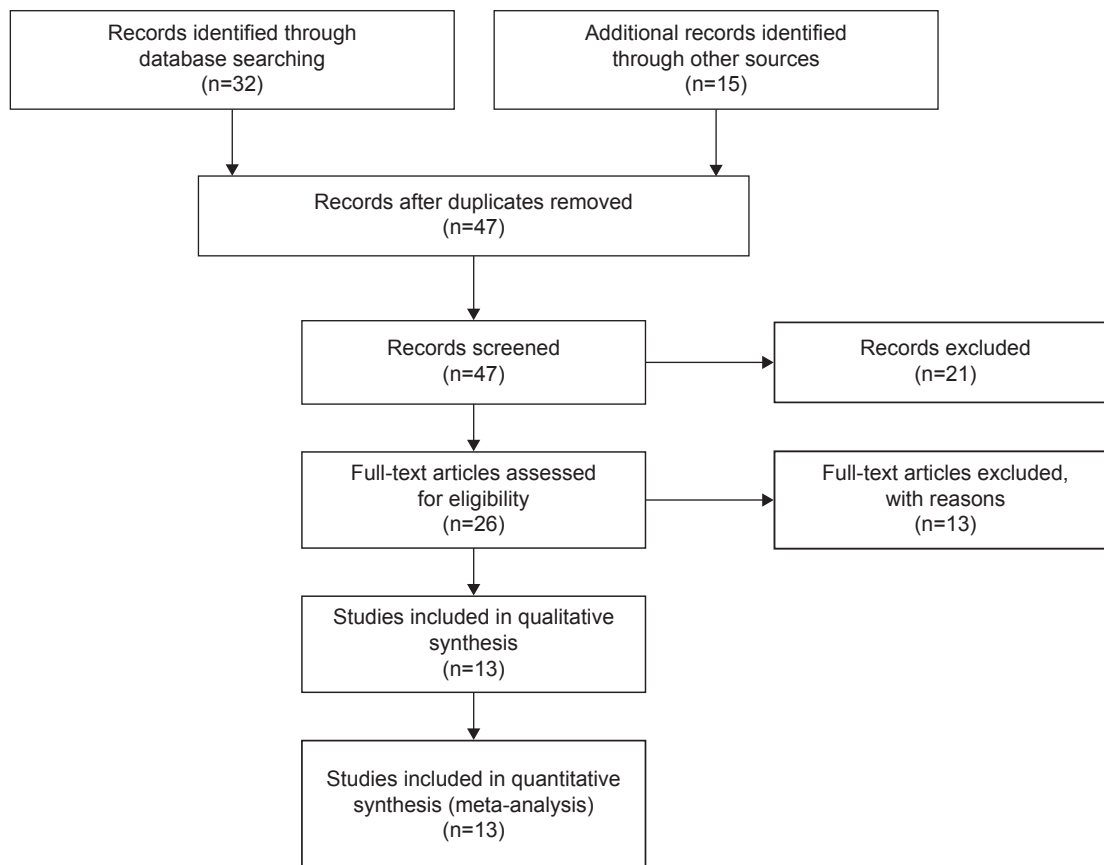 Records identified through
database searching
(n=32)
Additional records identified
through other sources
(n=15)
Records after duplicates removed
(n=47)
Records screened
(n=47)
Records excluded
(n=21)
Full-text articles assessed
for eligibility
(n=26)
Full-text articles excluded,
with reasons
(n=13)
Studies included in qualitative
synthesis
(n=13)
Studies included in quantitative
synthesis (meta-analysis)
(n=13)